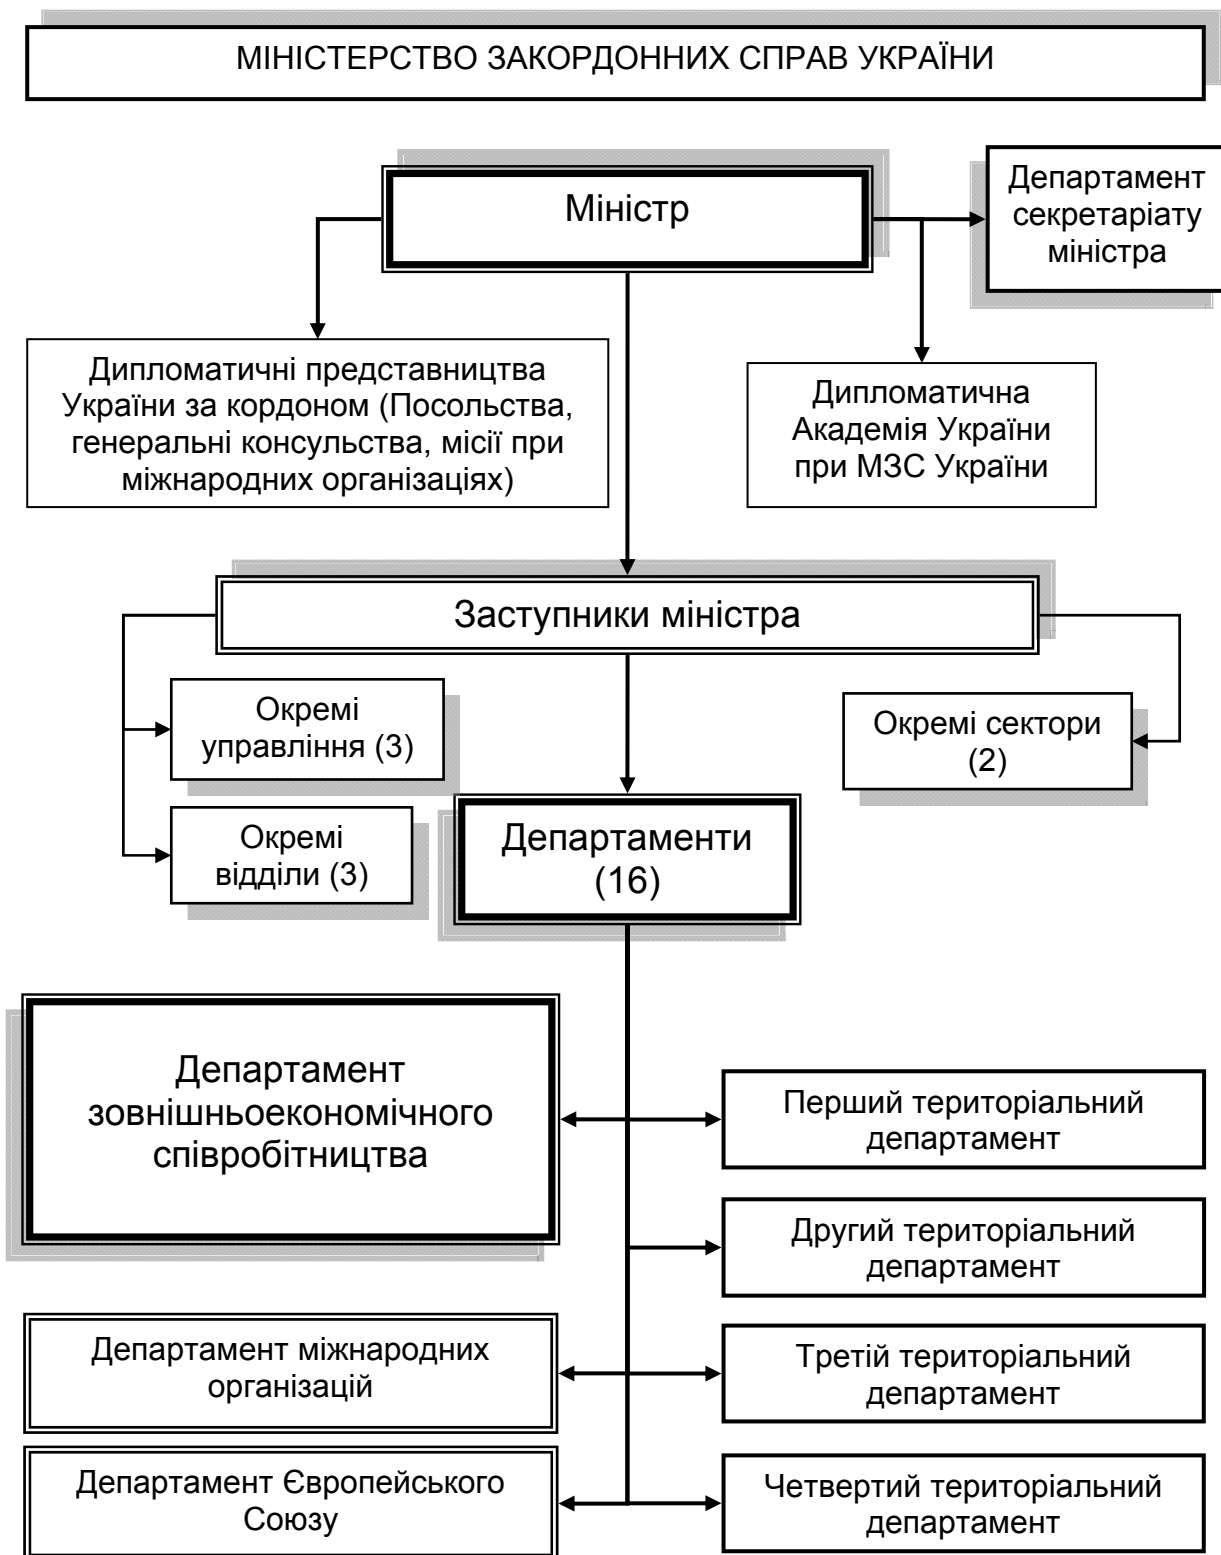 МІНІСТЕРСТВО ЗАКОРДОННИХ СПРАВ УКРАЇНИ
Міністр
Департамент
секретаріату
міністра
Дипломатичні представництва
України за кордоном (Посольства,
генеральні консульства, місії при
міжнародних організаціях)
Дипломатична
Академія України
при МЗС України
Заступники міністра
Окремі
управління (3)
Окремі сектори
(2)
Окремі
відділи (3)
Департаменти
(16)
Департамент
зовнішньоекономічного
співробітництва
Перший територіальний
департамент
Другий територіальний
департамент
Департамент міжнародних
організацій
Третій територіальний
департамент
Департамент Європейського
Союзу
Четвертий територіальний
департамент